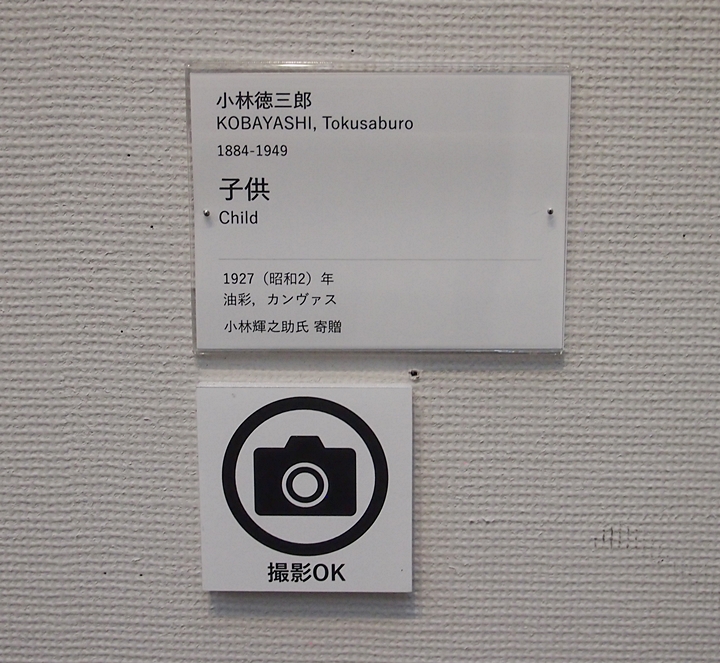 小林徳三郎
KOBAYASHI, Tokusaburo
1884-1949
子供
Child
1927（昭和2）年
油彩，カンヴァス
小林輝之助氏 寄贈
撮影OK